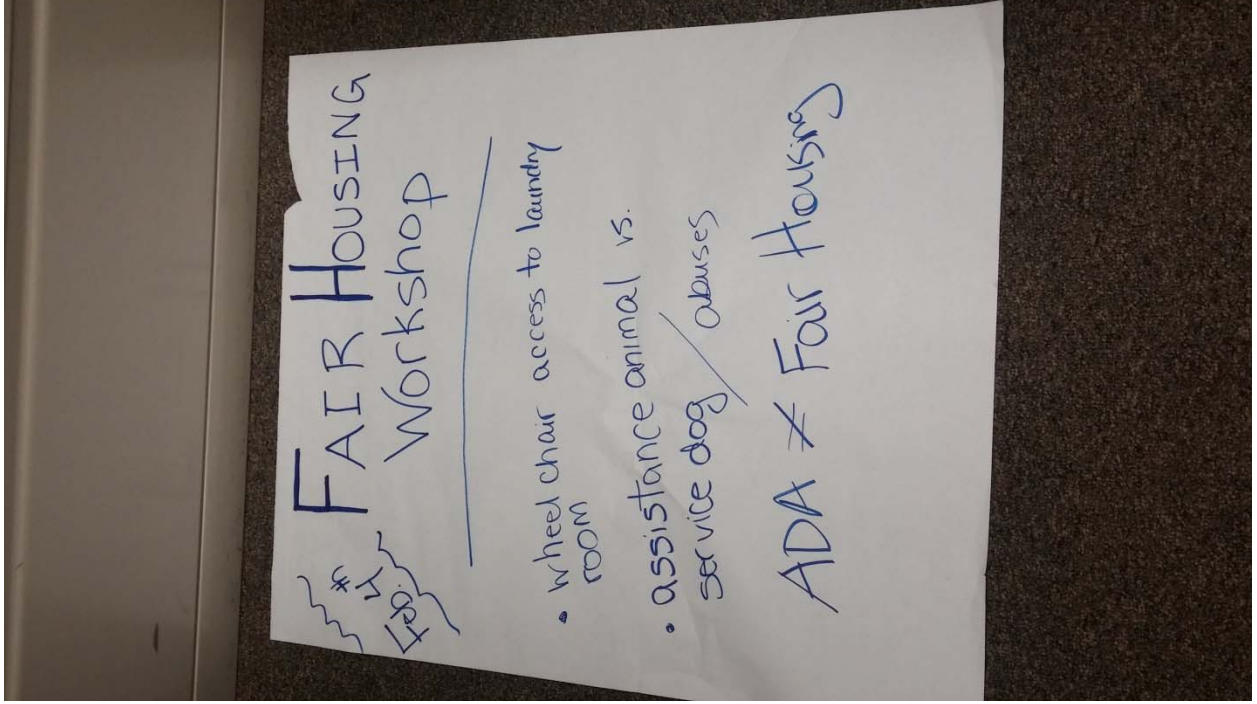 FAIR HOUSING
Workshop
Feb.
• wheel chair access to laundry
room
• assistance animal vs.
service dog / abuses
ADA ≠ Fair Housing